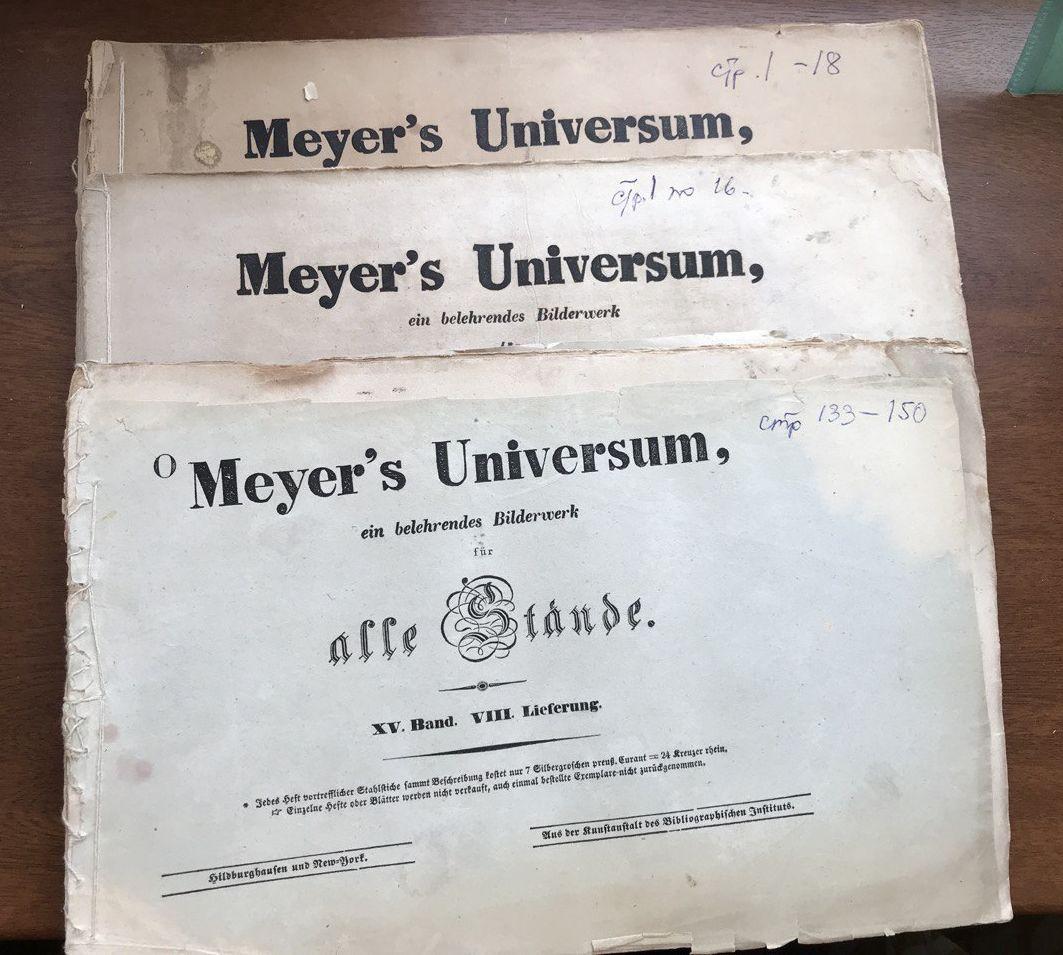 стр. 1 - 18
Meyer's Universum,
стр. 1 по 16-
Meyer's Universum,
ein belehrendes Bilderwerk
стр 133 - 150
O Meyer's Universum,
ein belehrendes Bilderwerk
für
alle Stände.
XV. Band. VIII. Lieferung.
* Jedes Heft vortrefflicher Stahlstiche sammt Beschreibung kostet nur 7 Silbergroschen preuß. Curant = 24 Kreuzer rhein.
☞ Einzelne Hefte oder Blätter werden nicht verkauft, auch einmal bestellte Exemplare nicht zurückgenommen.
Aus der Kunstanstalt des Bibliographischen Instituts.
Hildburghausen und New-York.